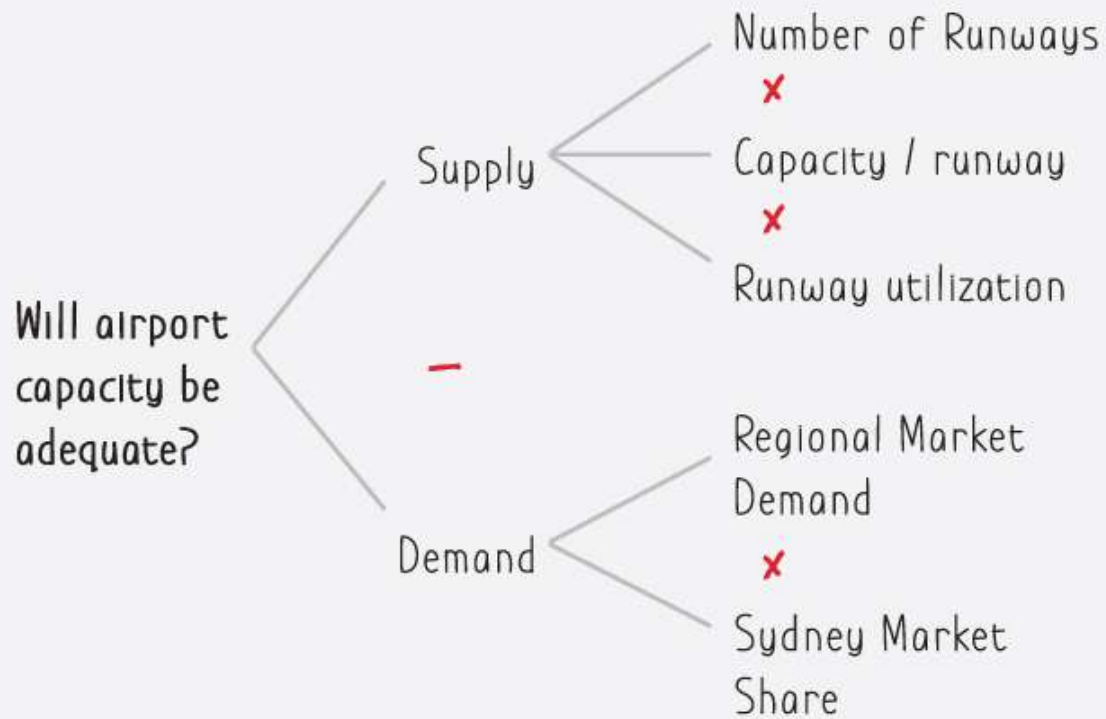 Will airport
capacity be
adequate?
Supply
–
Demand
Number of Runways
x
Capacity / runway
x
Runway utilization
Regional Market
Demand
x
Sydney Market
Share